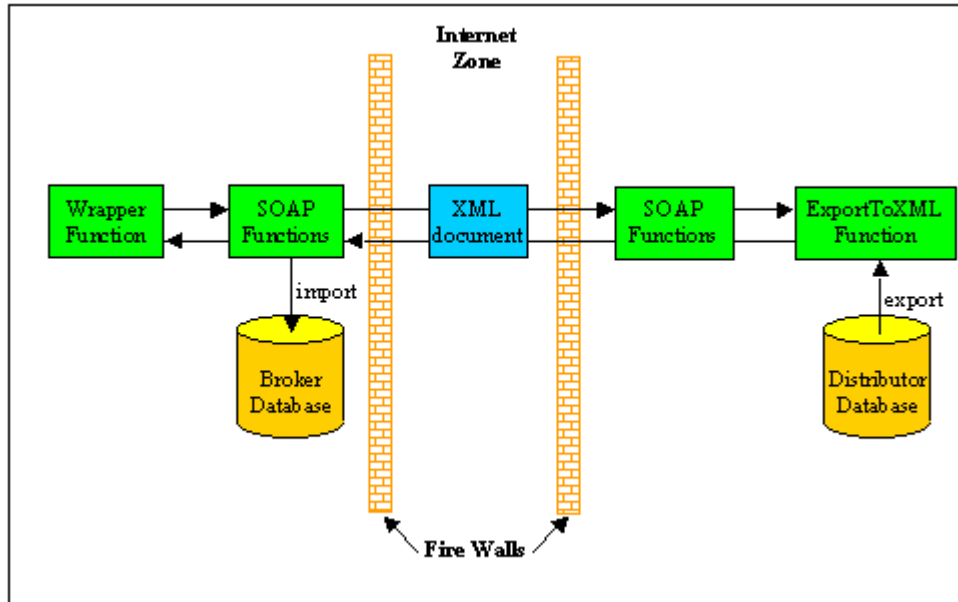 Internet
Zone
Wrapper
Function
SOAP
Functions
XML
document
SOAP
Functions
ExportToXML
Function
import
export
Broker
Database
Distributor
Database
Fire Walls